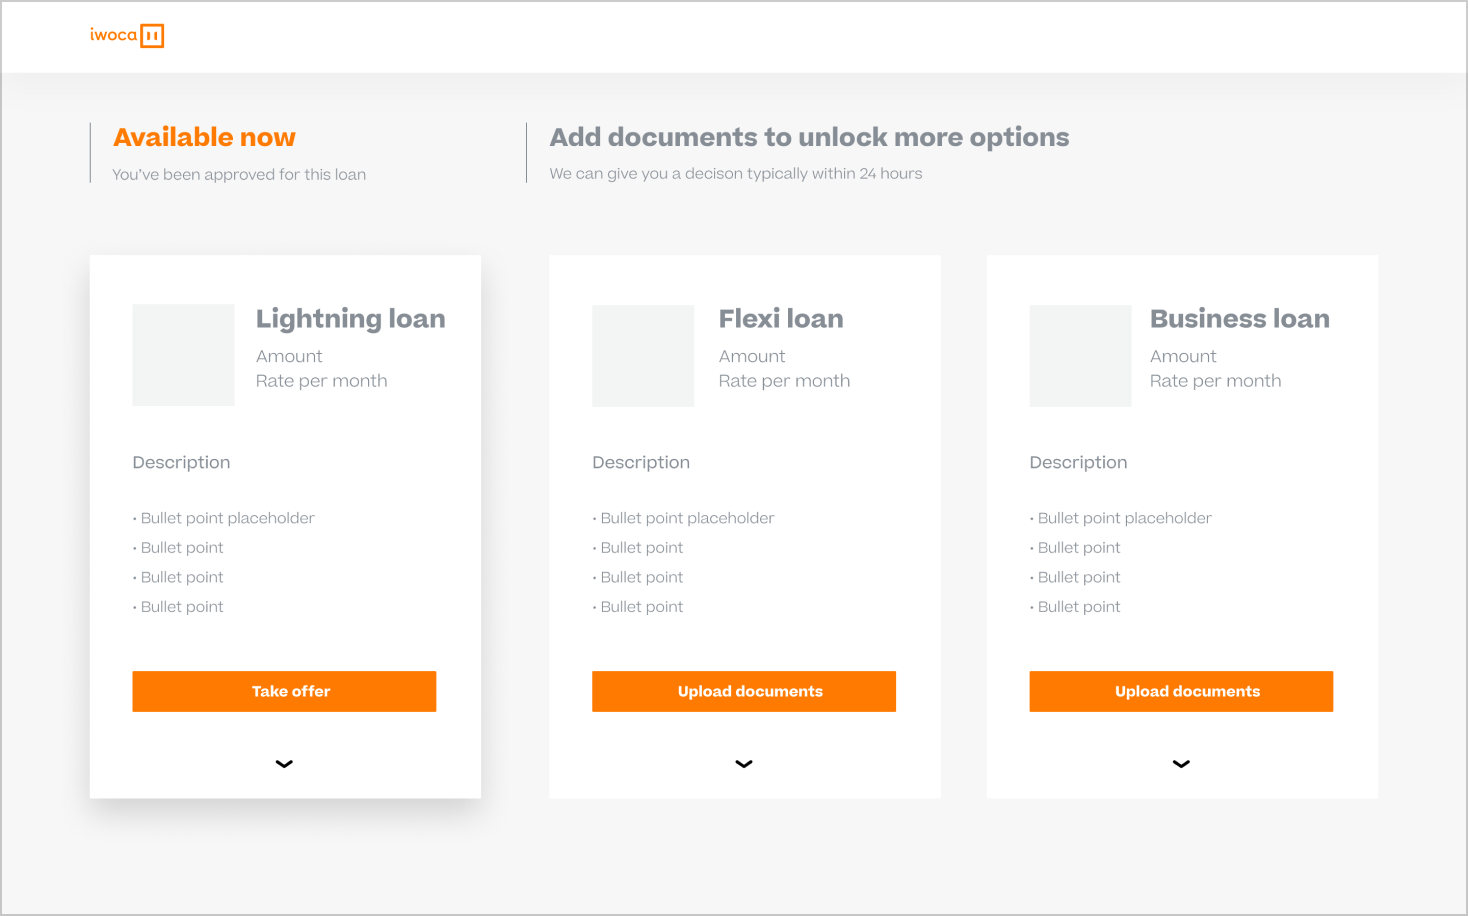 iwoca
Available now
You've been approved for this loan
Add documents to unlock more options
We can give you a decison typically within 24 hours
Lightning loan
Amount
Rate per month
Description
• Bullet point placeholder
• Bullet point
• Bullet point
• Bullet point
Take offer
Flexi loan
Amount
Rate per month
Description
• Bullet point placeholder
• Bullet point
• Bullet point
• Bullet point
Upload documents
Business loan
Amount
Rate per month
Description
• Bullet point placeholder
• Bullet point
• Bullet point
• Bullet point
Upload documents